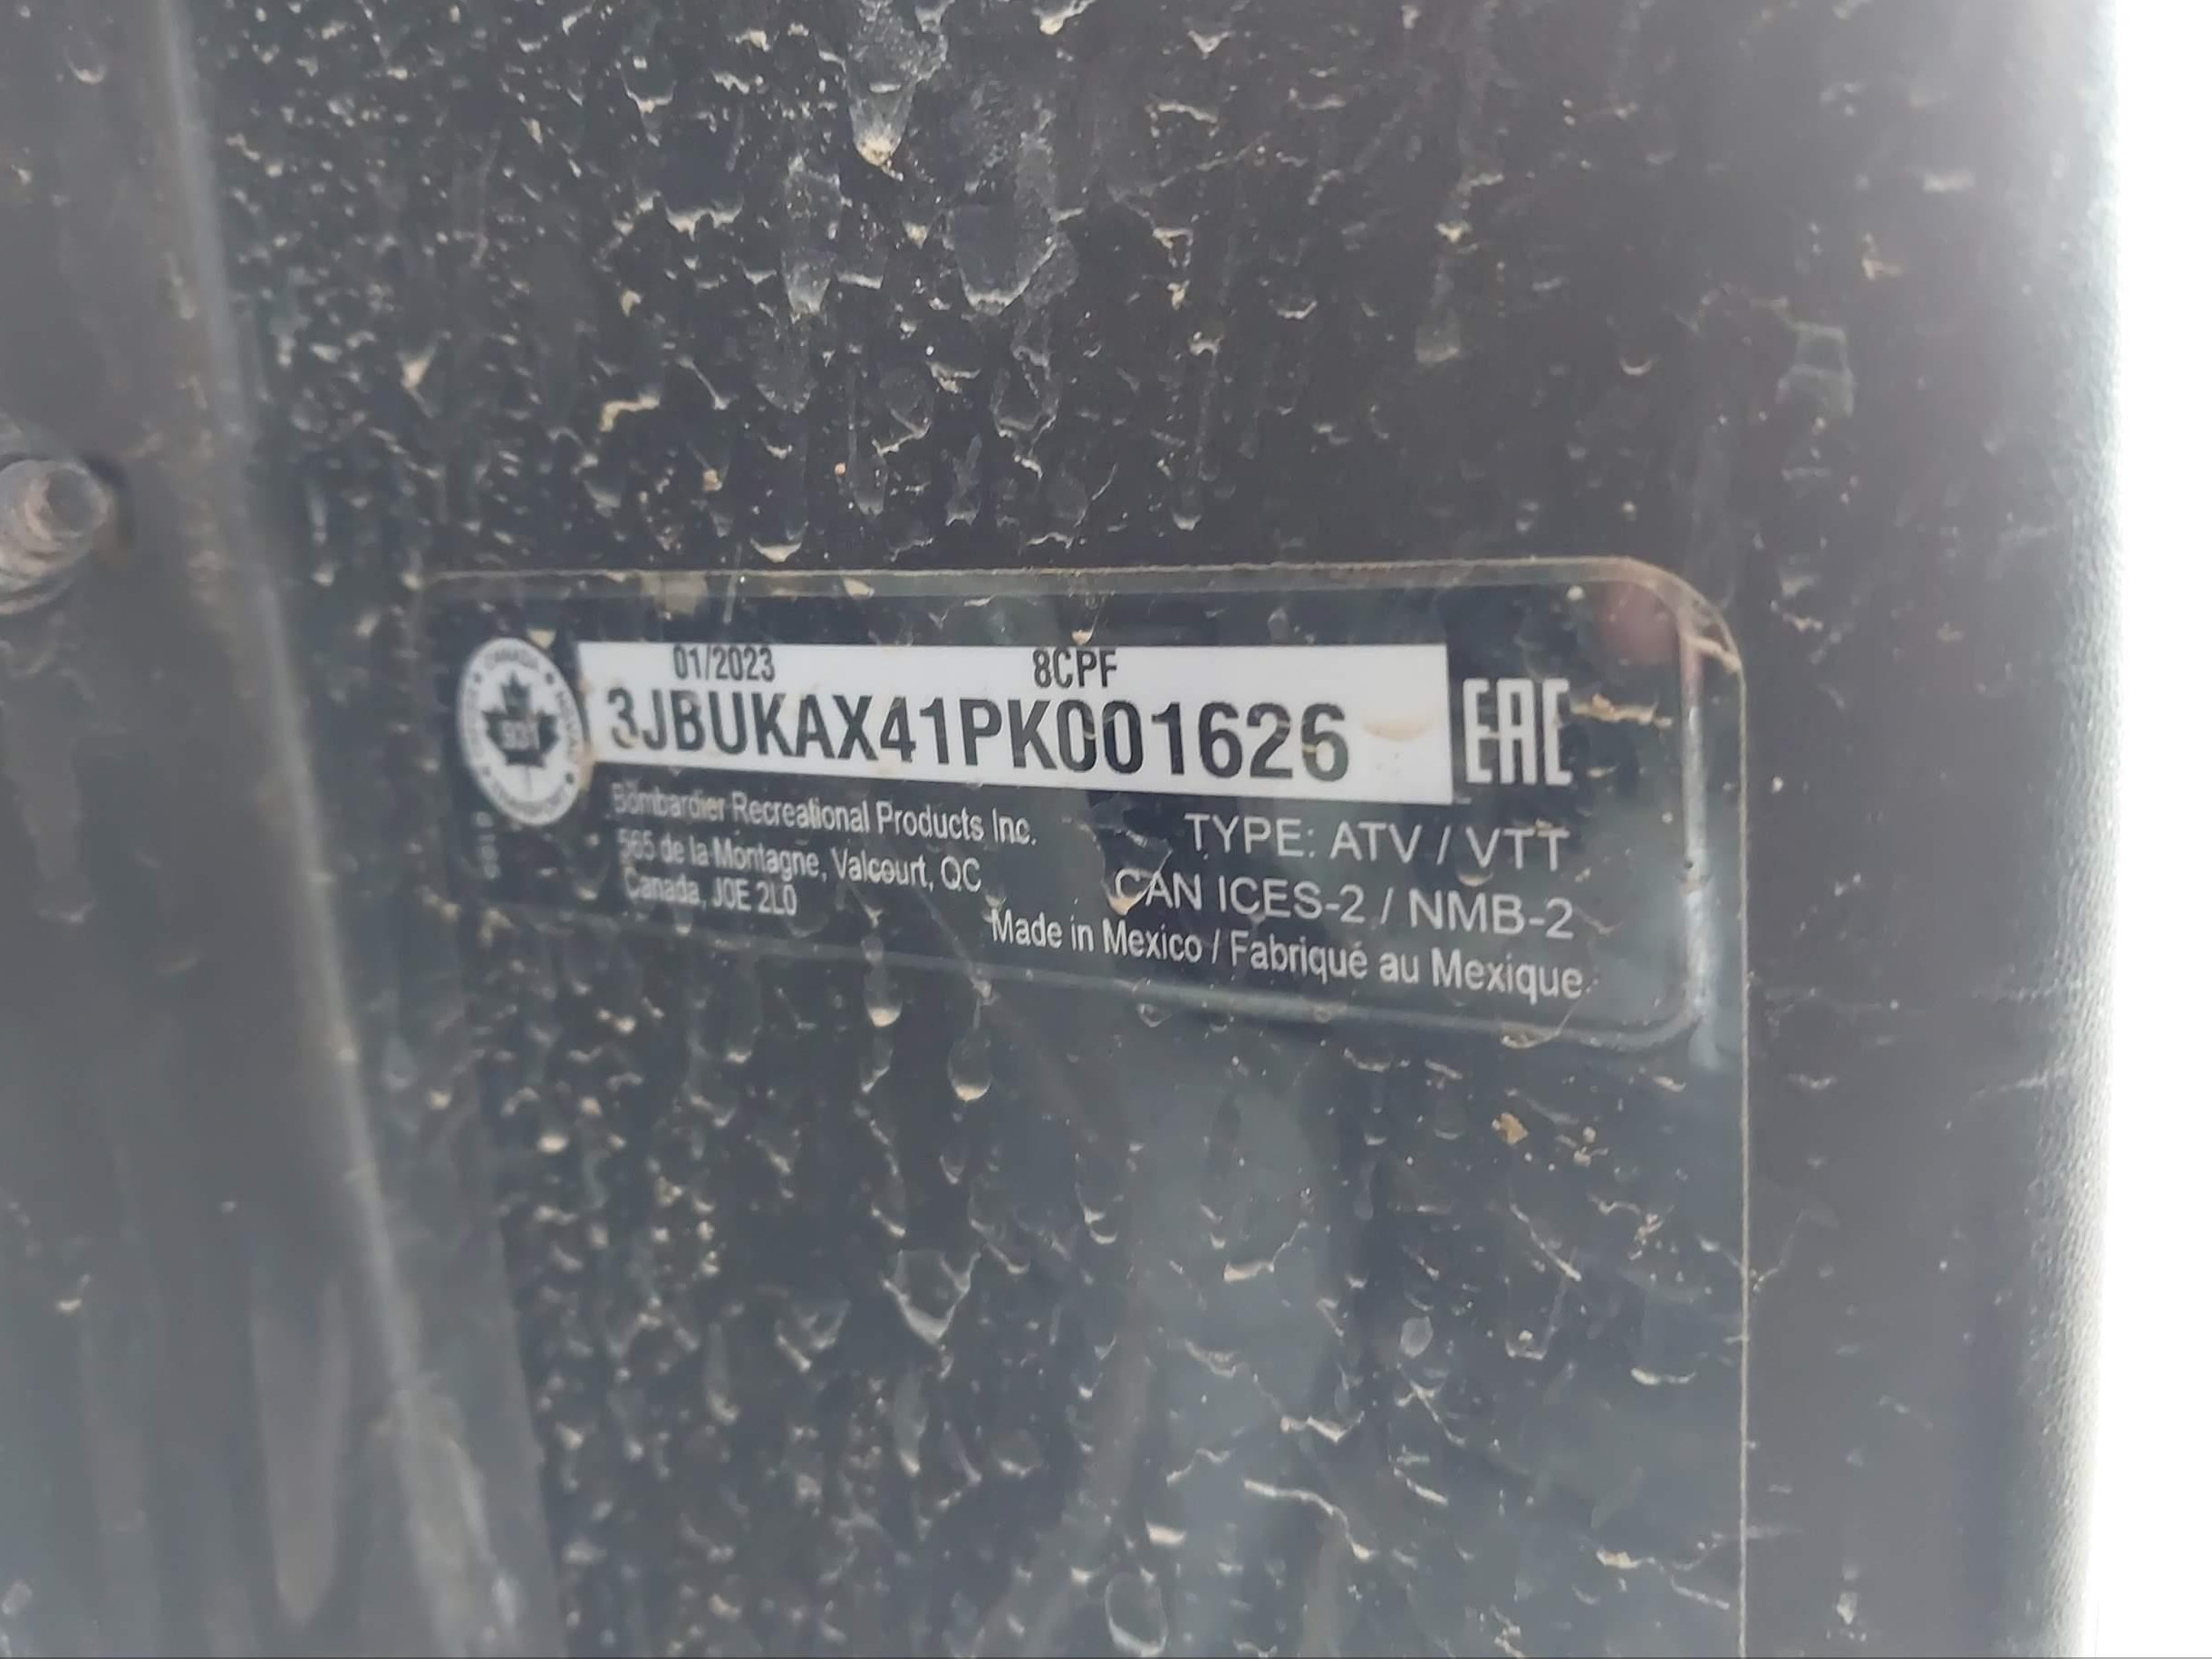 01/2023 8CPF
3JBUKAX41PK001626
EAC
Bombardier Recreational Products Inc.
565 de la Montagne, Valcourt, QC
Canada, J0E 2L0
TYPE: ATV / VTT
CAN ICES-2 / NMB-2
Made in Mexico / Fabriqué au Mexique